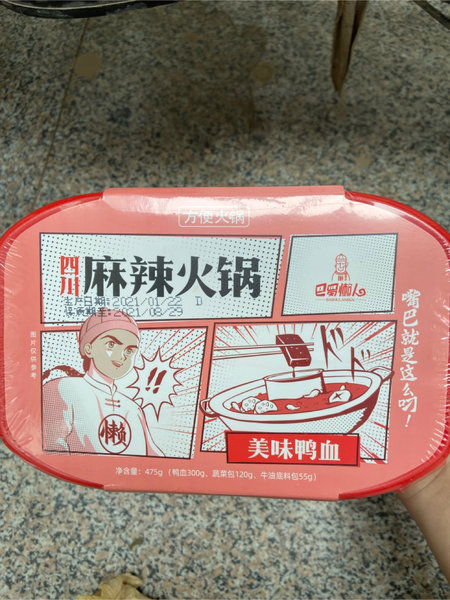 方便火锅
四川
麻辣火锅
生产日期:2021/01/22 D
保质期至:2021/08/29
巴蜀懒人
嘴巴就是这么叼!
图片仅供参考
!!
懒
美味鸭血
净含量:475g(鸭血300g、蔬菜包120g、牛油底料包55g)